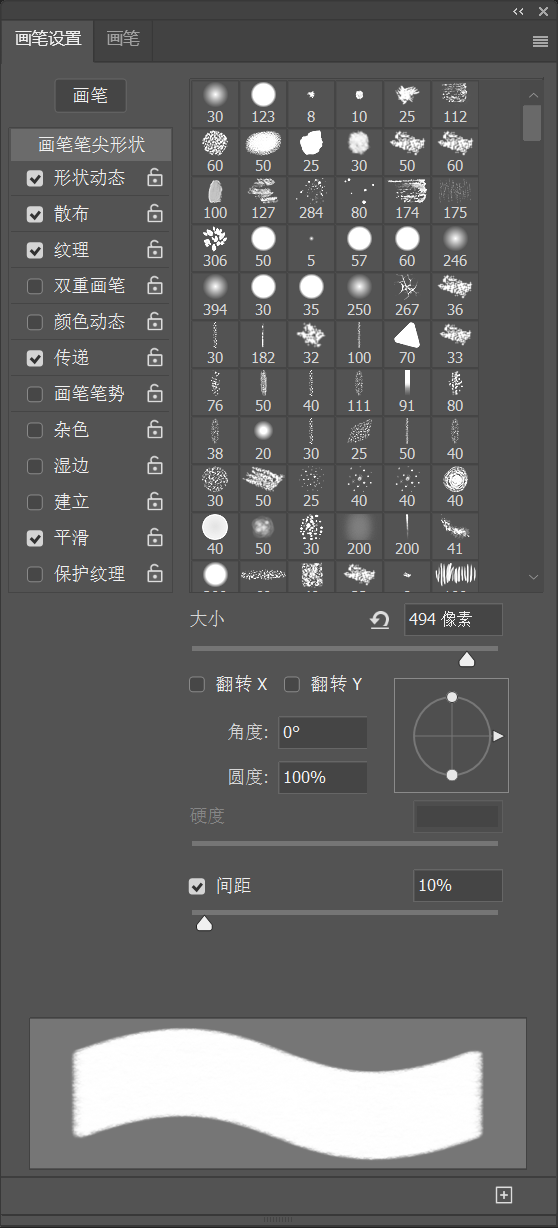 画笔设置 画笔
画笔
画笔笔尖形状
形状动态
散布
纹理
双重画笔
颜色动态
传递
画笔笔势
杂色
湿边
建立
平滑
保护纹理
30 123 8 10 25 112
60 50 25 30 50 60
100 127 284 80 174 175
306 50 5 57 60 246
394 30 35 250 267 36
30 182 32 100 70 33
76 50 40 111 91 80
38 20 30 25 50 40
30 50 25 40 40 40
40 50 30 200 200 41
大小 494 像素
翻转 X 翻转 Y
角度: 0°
圆度: 100%
硬度
间距 10%